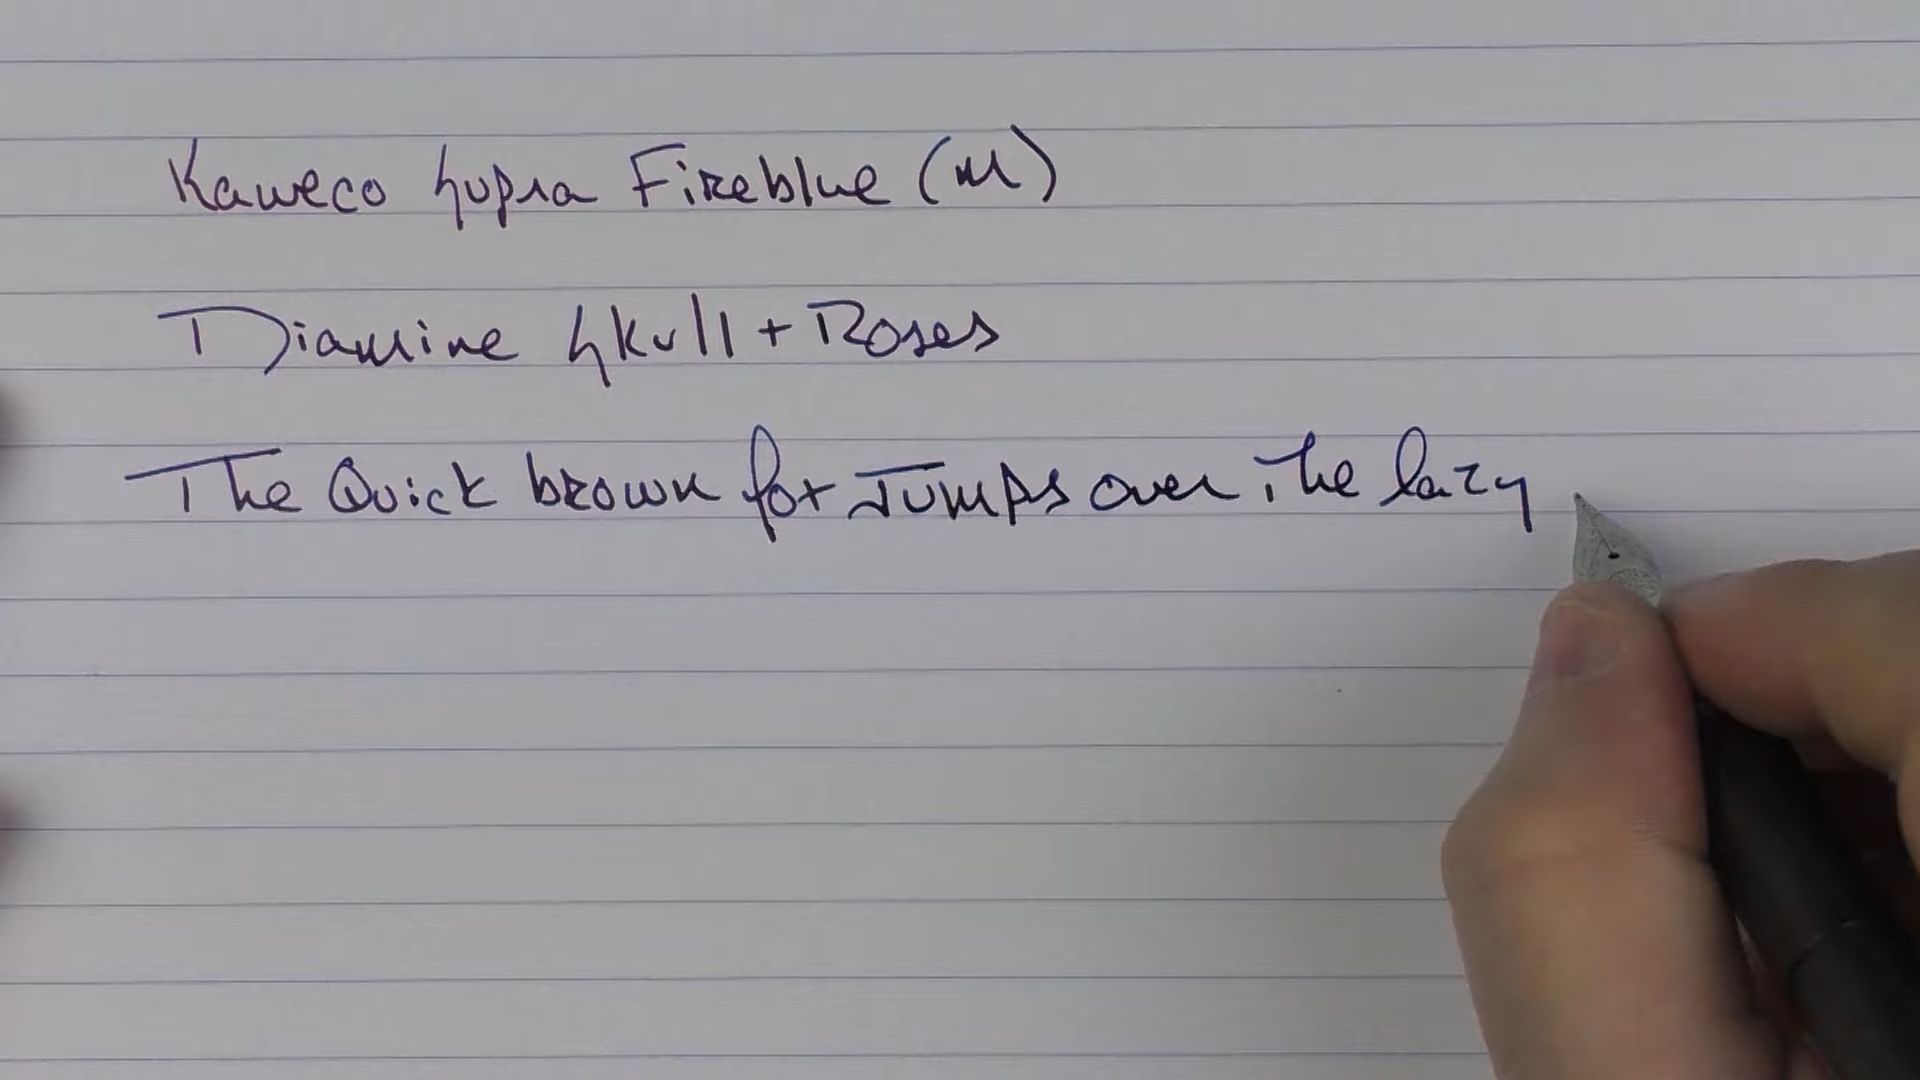 Kaweco Supra Fireblue (M)
Diamine Skull + Roses
The Quick brown fox Jumps over the lazy